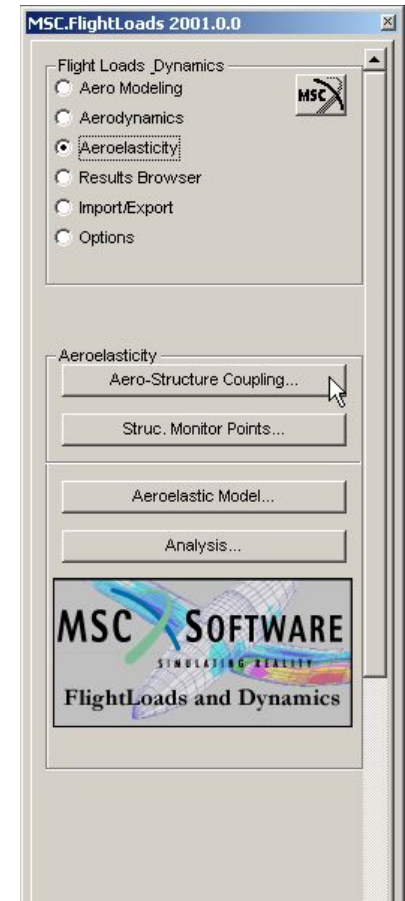 MSC.FlightLoads 2001.0.0
Flight Loads _Dynamics
Aero Modeling
MSC
Aerodynamics
Aeroelasticity
Results Browser
Import/Export
Options
Aeroelasticity
Aero-Structure Coupling...
Struc. Monitor Points...
Aeroelastic Model...
Analysis...
MSC SOFTWARE
SIMULATING REALITY
FlightLoads and Dynamics